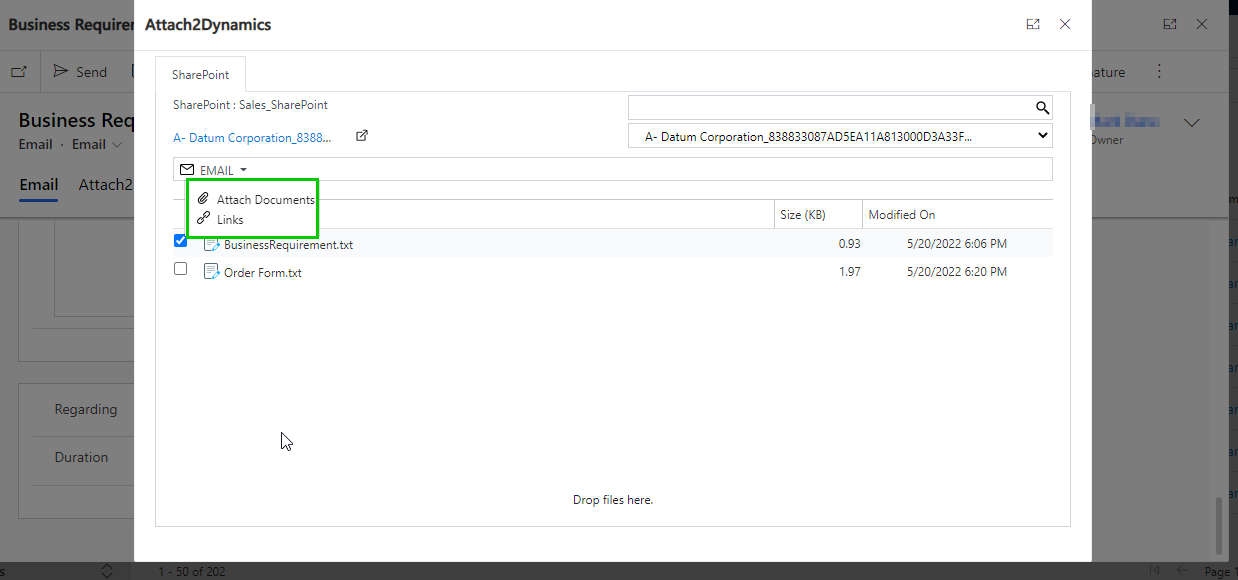 Business Requirer
Attach2Dynamics
Send
ature
SharePoint
SharePoint : Sales_SharePoint
Business Req
A- Datum Corporation_8388...
A- Datum Corporation_838833087AD5EA11A813000D3A33F...
Email · Email
Owner
EMAIL
Email
Attach2
Attach Documents
Links
Size (KB)
Modified On
BusinessRequirement.txt
0.93
5/20/2022 6:06 PM
Order Form.txt
1.97
5/20/2022 6:20 PM
Regarding
Duration
Drop files here.
s
1 - 50 of 202
Page 1